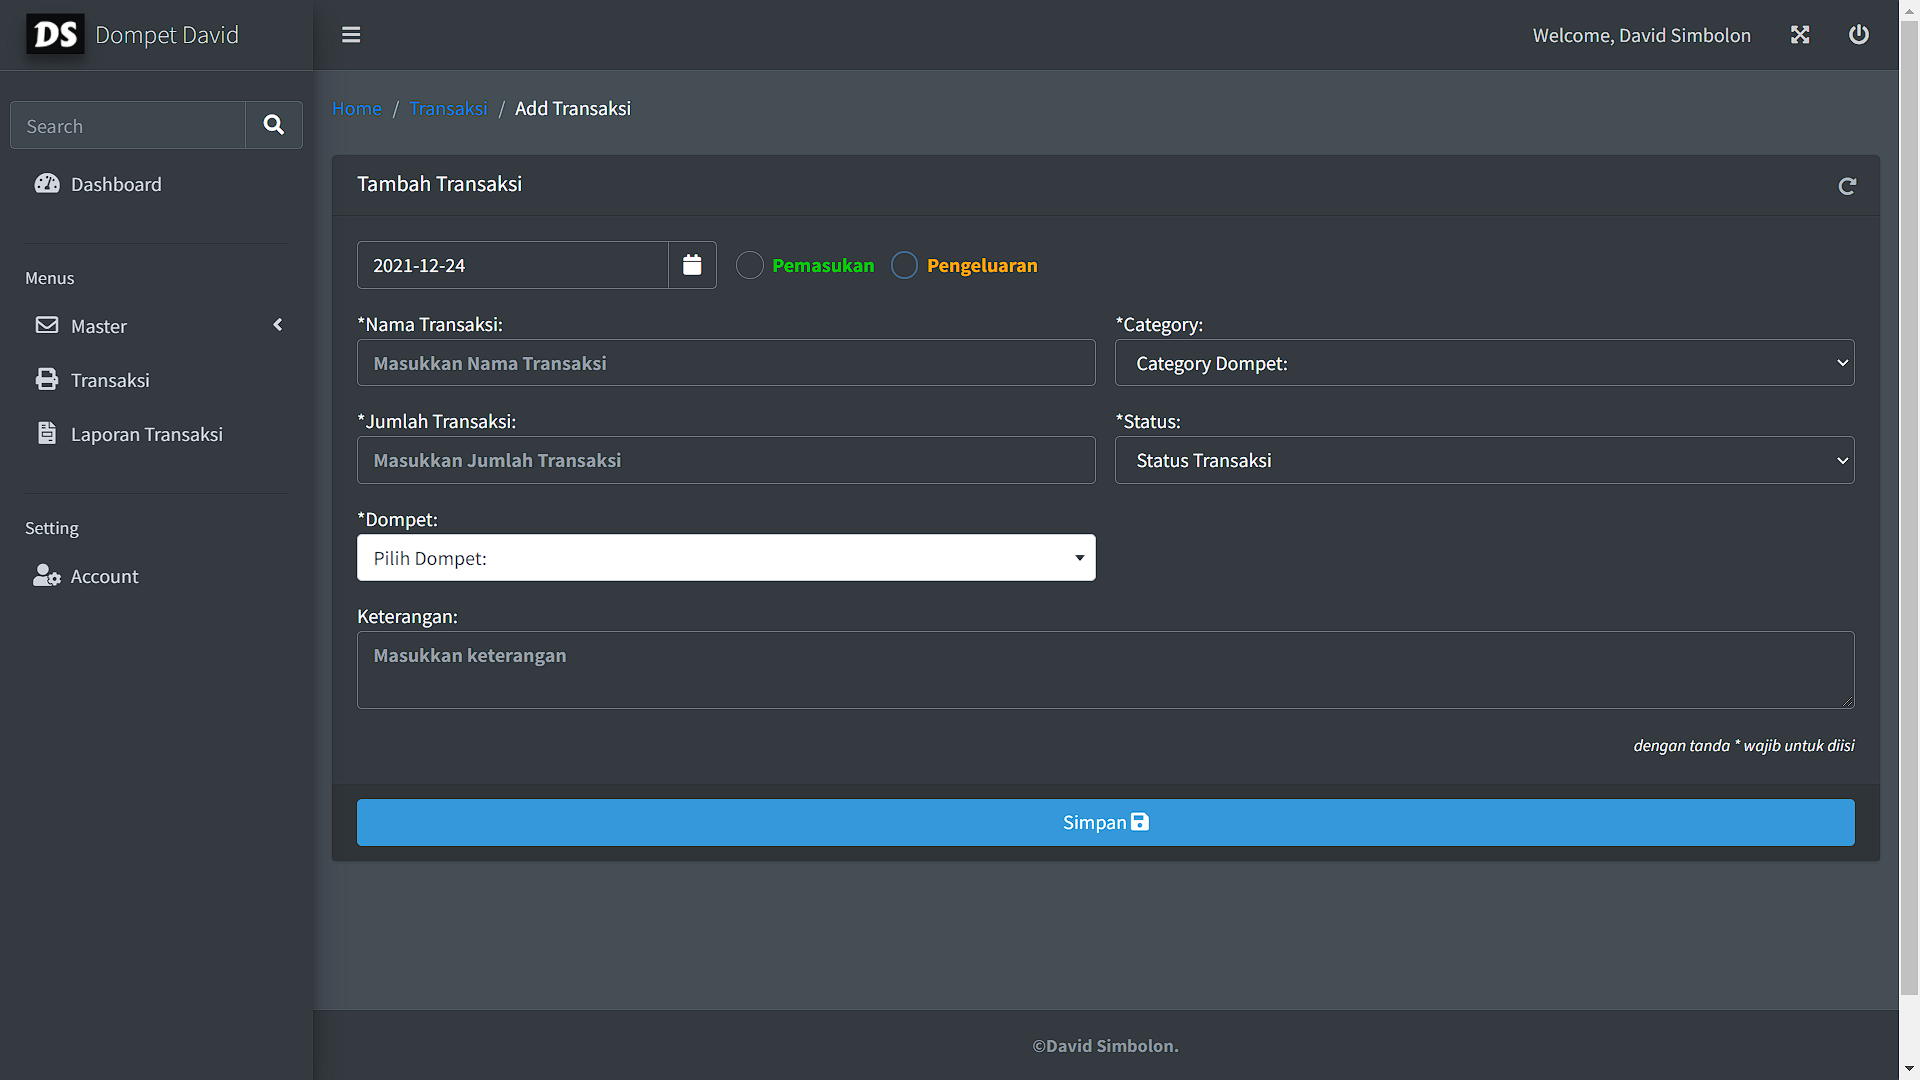 DS Dompet David
Welcome, David Simbolon
Search
Dashboard
Menus
Master
Transaksi
Laporan Transaksi
Setting
Account
Home / Transaksi / Add Transaksi
Tambah Transaksi
2021-12-24 Pemasukan Pengeluaran
*Nama Transaksi:
Masukkan Nama Transaksi
*Category:
Category Dompet:
*Jumlah Transaksi:
Masukkan Jumlah Transaksi
*Status:
Status Transaksi
*Dompet:
Pilih Dompet:
Keterangan:
Masukkan keterangan
dengan tanda * wajib untuk diisi
Simpan
©David Simbolon.